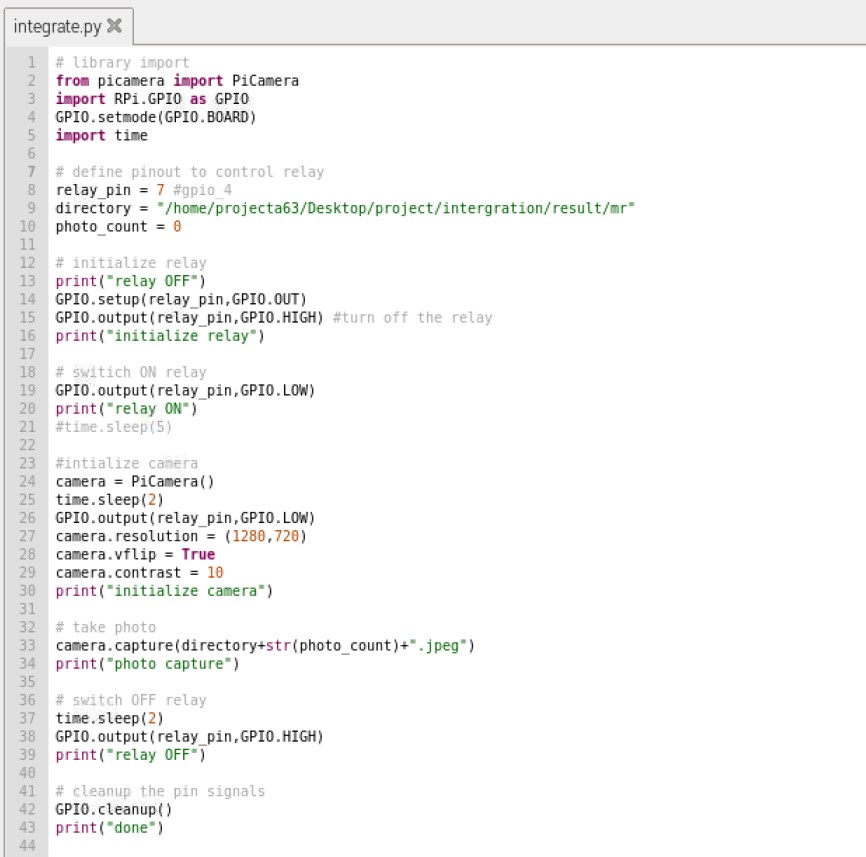 integrate.py
1 # library import
2 from picamera import PiCamera
3 import RPi.GPIO as GPIO
4 GPIO.setmode(GPIO.BOARD)
5 import time
6
7 # define pinout to control relay
8 relay_pin = 7 #gpio_4
9 directory = "/home/projecta63/Desktop/project/intergration/result/mr"
10 photo_count = 0
11
12 # initialize relay
13 print("relay OFF")
14 GPIO.setup(relay_pin,GPIO.OUT)
15 GPIO.output(relay_pin,GPIO.HIGH) #turn off the relay
16 print("initialize relay")
17
18 # switich ON relay
19 GPIO.output(relay_pin,GPIO.LOW)
20 print("relay ON")
21 #time.sleep(5)
22
23 #intialize camera
24 camera = PiCamera()
25 time.sleep(2)
26 GPIO.output(relay_pin,GPIO.LOW)
27 camera.resolution = (1280,720)
28 camera.vflip = True
29 camera.contrast = 10
30 print("initialize camera")
31
32 # take photo
33 camera.capture(directory+str(photo_count)+".jpeg")
34 print("photo capture")
35
36 # switch OFF relay
37 time.sleep(2)
38 GPIO.output(relay_pin,GPIO.HIGH)
39 print("relay OFF")
40
41 # cleanup the pin signals
42 GPIO.cleanup()
43 print("done")
44